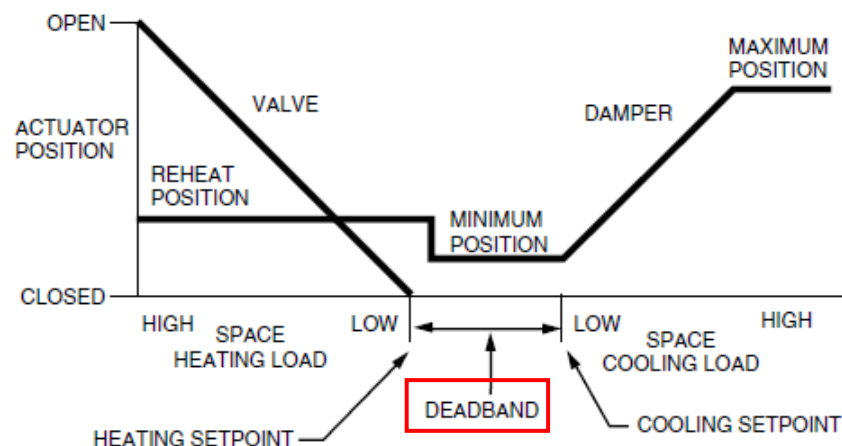 OPEN
MAXIMUM
POSITION
VALVE
DAMPER
ACTUATOR
POSITION
REHEAT
POSITION
MINIMUM
POSITION
CLOSED
HIGH
SPACE
HEATING LOAD
LOW
LOW
SPACE
COOLING LOAD
HIGH
DEADBAND
HEATING SETPOINT
COOLING SETPOINT